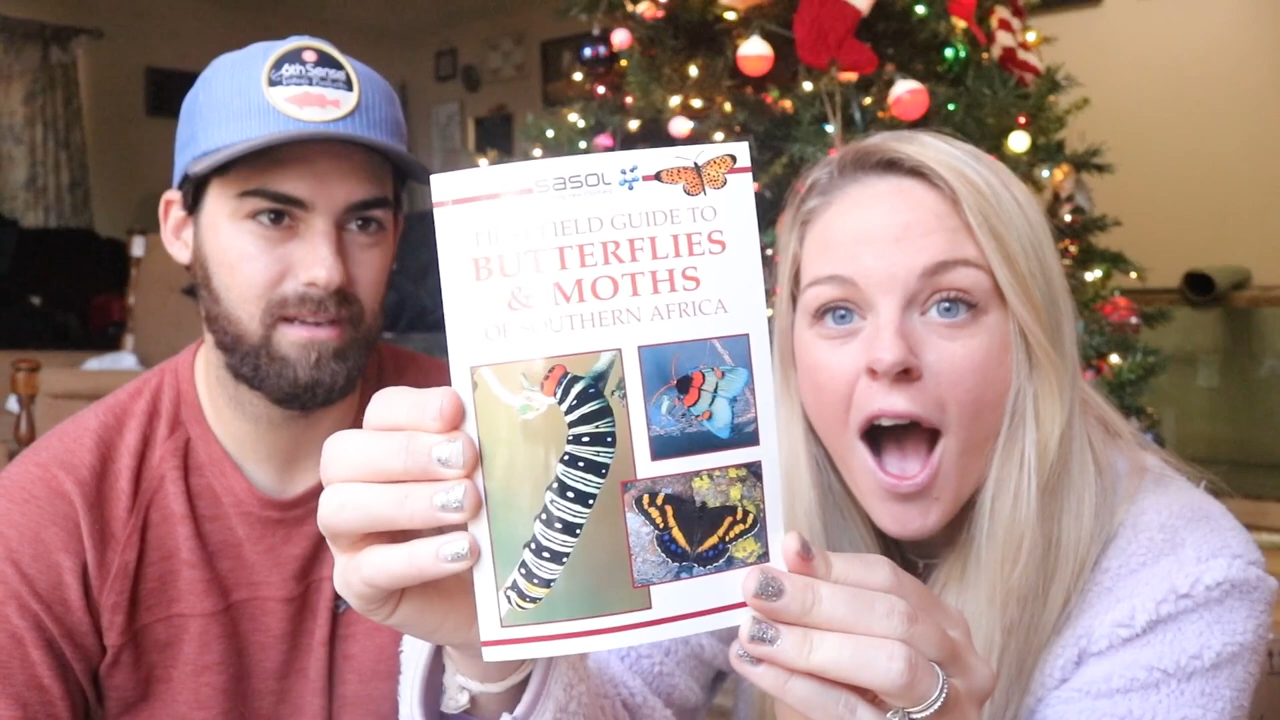 6th Sense
sasol
FIELD GUIDE TO
BUTTERFLIES
& MOTHS
OF SOUTHERN AFRICA